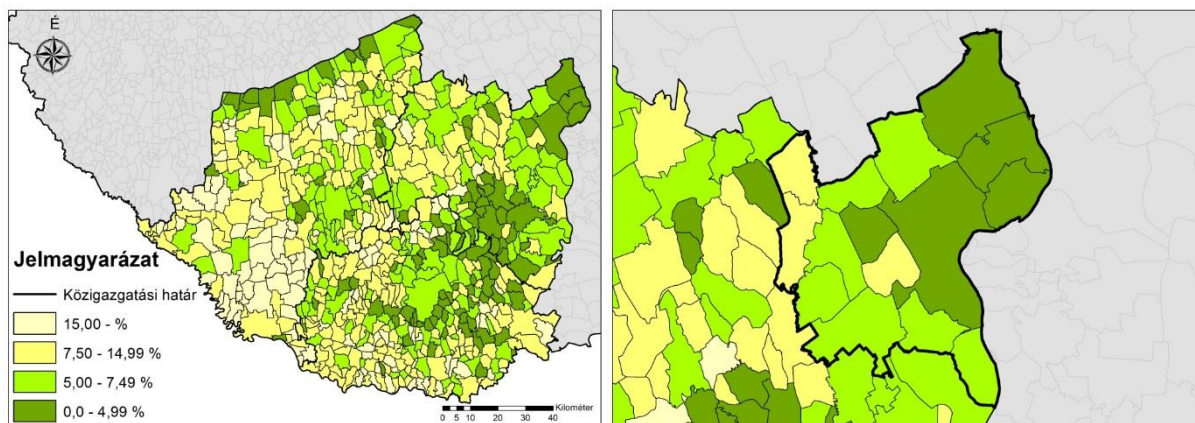 É
Jelmagyarázat
Közigazgatási határ
15,00 - %
7,50 - 14,99 %
5,00 - 7,49 %
0,0 - 4,99 %
Kilométer
0 5 10 20 30 40